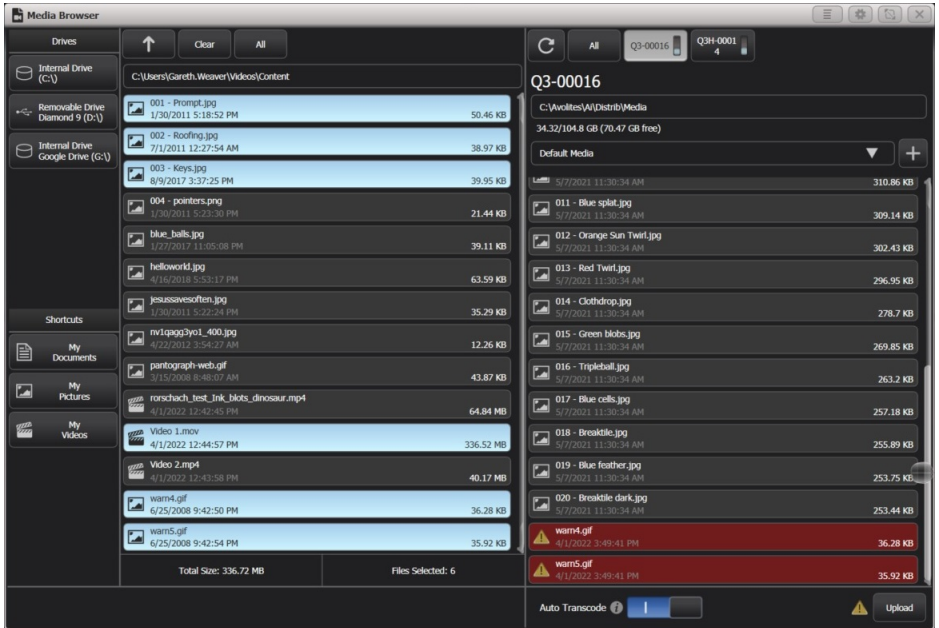 Media Browser
Drives
Internal Drive
(C:\)
Removable Drive
Diamond 9 (D:\)
Internal Drive
Google Drive (G:\)
Shortcuts
My
Documents
My
Pictures
My
Videos
Clear
All
C:\Users\Gareth.Weaver\Videos\Content
001 - Prompt.jpg
1/30/2011 5:18:52 PM 50.46 KB
002 - Roofing.jpg
7/1/2011 12:27:54 AM 38.97 KB
003 - Keys.jpg
8/9/2017 3:37:25 PM 39.95 KB
004 - pointers.png
1/30/2011 5:23:30 PM 21.44 KB
blue_balls.jpg
1/27/2017 11:05:08 PM 39.11 KB
helloworld.jpg
4/16/2018 5:53:17 PM 63.59 KB
jesussavesoften.jpg
1/30/2011 5:22:24 PM 35.29 KB
nv1qagg3yo1_400.jpg
4/22/2012 3:54:27 AM 12.26 KB
pantograph-web.gif
3/15/2008 8:48:07 AM 43.87 KB
rorschach_test_Ink_blots_dinosaur.mp4
4/1/2022 12:42:45 PM 64.84 MB
Video 1.mov
4/1/2022 12:44:57 PM 336.52 MB
Video 2.mp4
4/1/2022 12:43:58 PM 40.17 MB
warn4.gif
6/25/2008 9:42:50 PM 36.28 KB
warn5.gif
6/25/2008 9:42:54 PM 35.92 KB
Total Size: 336.72 MB
Files Selected: 6
All
Q3-00016
Q3H-0001
4
Q3-00016
C:\Avolites\Ai\Distrib\Media
34.32/104.8 GB (70.47 GB free)
Default Media
5/7/2021 11:30:34 AM 310.86 KB
011 - Blue splat.jpg
5/7/2021 11:30:34 AM 309.14 KB
012 - Orange Sun Twirl.jpg
5/7/2021 11:30:34 AM 302.43 KB
013 - Red Twirl.jpg
5/7/2021 11:30:34 AM 296.95 KB
014 - Clothdrop.jpg
5/7/2021 11:30:34 AM 278.7 KB
015 - Green blobs.jpg
5/7/2021 11:30:34 AM 269.85 KB
016 - Tripleball.jpg
5/7/2021 11:30:34 AM 263.2 KB
017 - Blue cells.jpg
5/7/2021 11:30:34 AM 257.18 KB
018 - Breaktile.jpg
5/7/2021 11:30:34 AM 255.89 KB
019 - Blue feather.jpg
5/7/2021 11:30:34 AM 253.75 KB
020 - Breaktile dark.jpg
5/7/2021 11:30:34 AM 253.44 KB
warn4.gif
4/1/2022 3:49:41 PM 36.28 KB
warn5.gif
4/1/2022 3:49:41 PM 35.92 KB
Auto Transcode
Upload